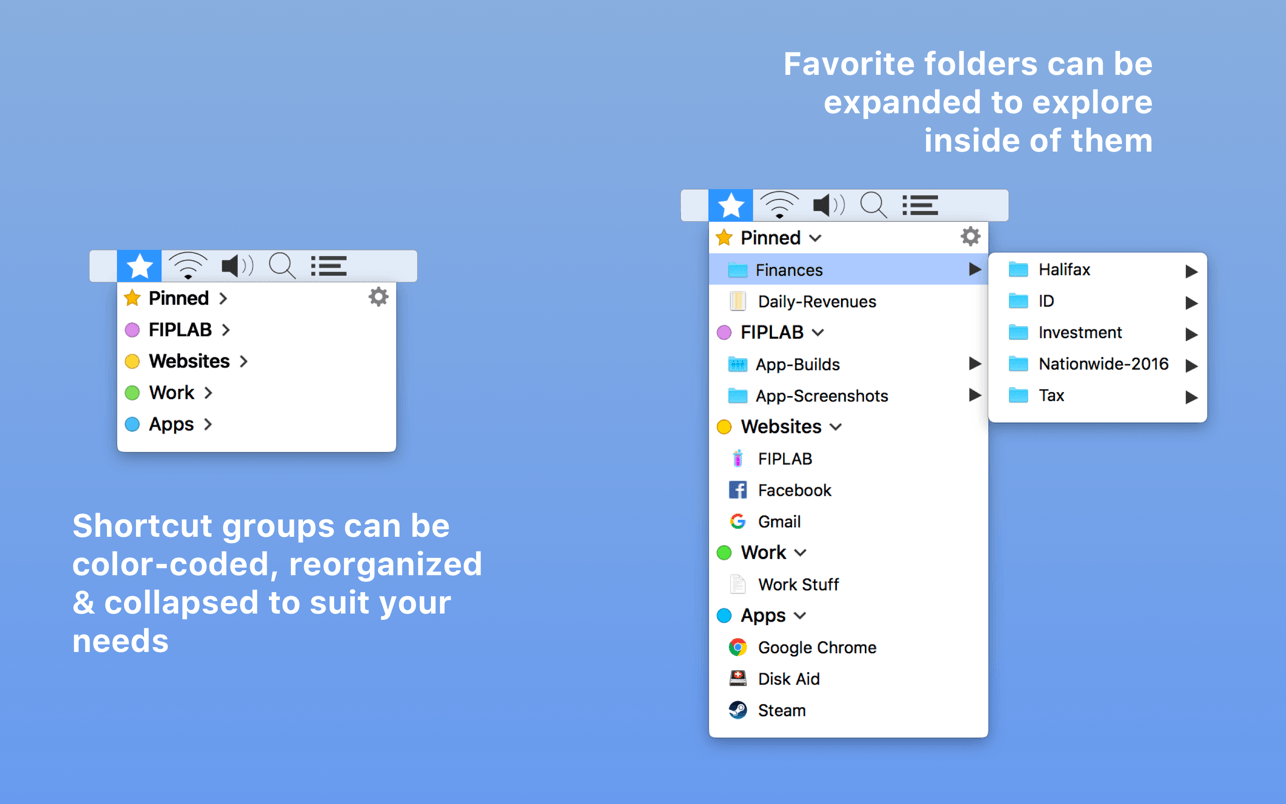 Favorite folders can be
expanded to explore
inside of them
Pinned
FIPLAB
Websites
Work
Apps
Shortcut groups can be
color-coded, reorganized
& collapsed to suit your
needs
Pinned
Finances
Daily-Revenues
FIPLAB
App-Builds
App-Screenshots
Websites
FIPLAB
Facebook
Gmail
Work
Work Stuff
Apps
Google Chrome
Disk Aid
Steam
Halifax
ID
Investment
Nationwide-2016
Tax